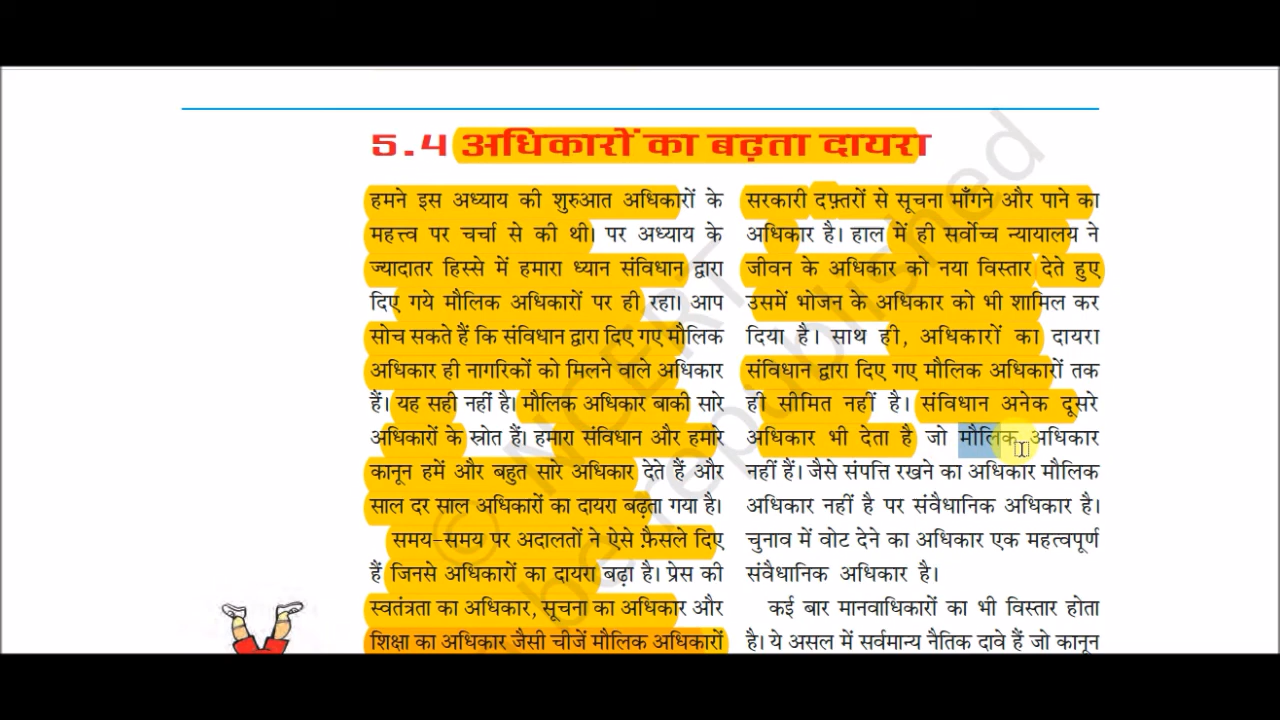 5.4 अधिकारों का बढ़ता दायरा
हमने इस अध्याय की शुरुआत अधिकारों के
महत्त्व पर चर्चा से की थी। पर अध्याय के
ज्यादातर हिस्से में हमारा ध्यान संविधान द्वारा
दिए गये मौलिक अधिकारों पर ही रहा। आप
सोच सकते हैं कि संविधान द्वारा दिए गए मौलिक
अधिकार ही नागरिकों को मिलने वाले अधिकार
हैं। यह सही नहीं है। मौलिक अधिकार बाकी सारे
अधिकारों के स्रोत हैं। हमारा संविधान और हमारे
कानून हमें और बहुत सारे अधिकार देते हैं और
साल दर साल अधिकारों का दायरा बढ़ता गया है।
समय-समय पर अदालतों ने ऐसे फ़ैसले दिए
हैं जिनसे अधिकारों का दायरा बढ़ा है। प्रेस की
स्वतंत्रता का अधिकार, सूचना का अधिकार और
शिक्षा का अधिकार जैसी चीजें मौलिक अधिकारों
सरकारी दफ़्तरों से सूचना माँगने और पाने का
अधिकार है। हाल में ही सर्वोच्च न्यायालय ने
जीवन के अधिकार को नया विस्तार देते हुए
उसमें भोजन के अधिकार को भी शामिल कर
दिया है। साथ ही, अधिकारों का दायरा
संविधान द्वारा दिए गए मौलिक अधिकारों तक
ही सीमित नहीं है। संविधान अनेक दूसरे
अधिकार भी देता है जो मौलिक अधिकार
नहीं हैं। जैसे संपत्ति रखने का अधिकार मौलिक
अधिकार नहीं है पर संवैधानिक अधिकार है।
चुनाव में वोट देने का अधिकार एक महत्वपूर्ण
संवैधानिक अधिकार है।
कई बार मानवाधिकारों का भी विस्तार होता
है। ये असल में सर्वमान्य नैतिक दावे हैं जो कानून
© NCERT
be republished